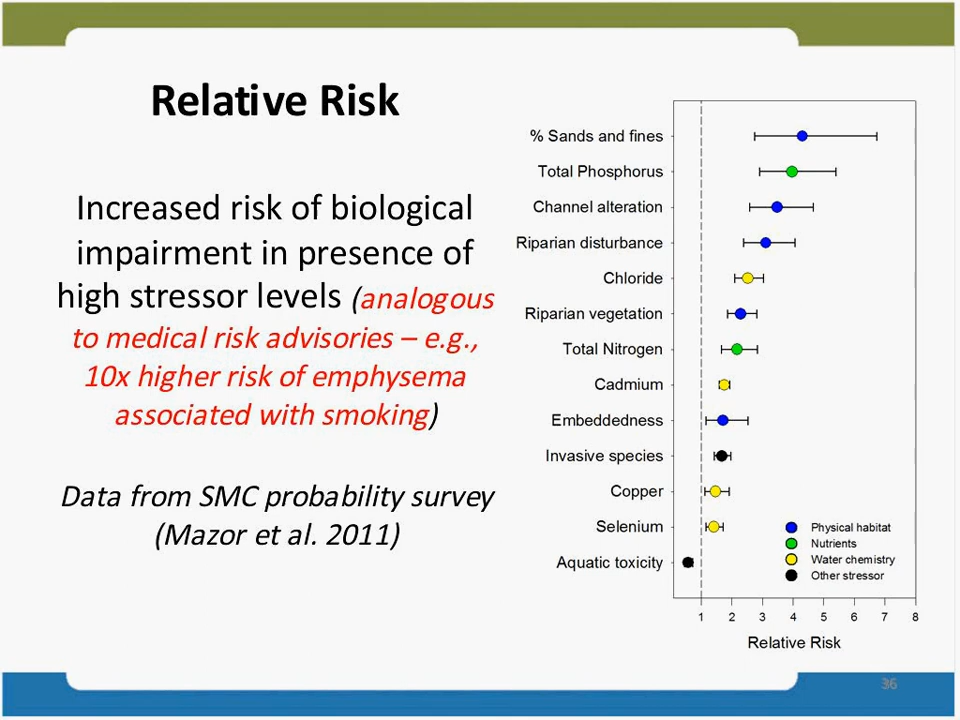 Relative Risk
Increased risk of biological
impairment in presence of
high stressor levels (analogous
to medical risk advisories – e.g.,
10x higher risk of emphysema
associated with smoking)
Data from SMC probability survey
(Mazor et al. 2011)
% Sands and fines
Total Phosphorus
Channel alteration
Riparian disturbance
Chloride
Riparian vegetation
Total Nitrogen
Cadmium
Embeddedness
Invasive species
Copper
Selenium
Aquatic toxicity
Physical habitat
Nutrients
Water chemistry
Other stressor
1 2 3 4 5 6 7 8
Relative Risk
36